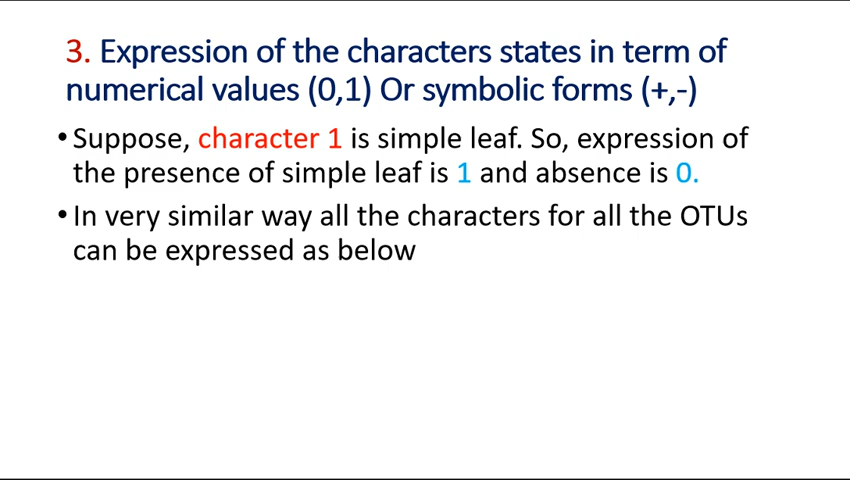 3. Expression of the characters states in term of
numerical values (0,1) Or symbolic forms (+,-)
•Suppose, character 1 is simple leaf. So, expression of
the presence of simple leaf is 1 and absence is 0.
•In very similar way all the characters for all the OTUs
can be expressed as below